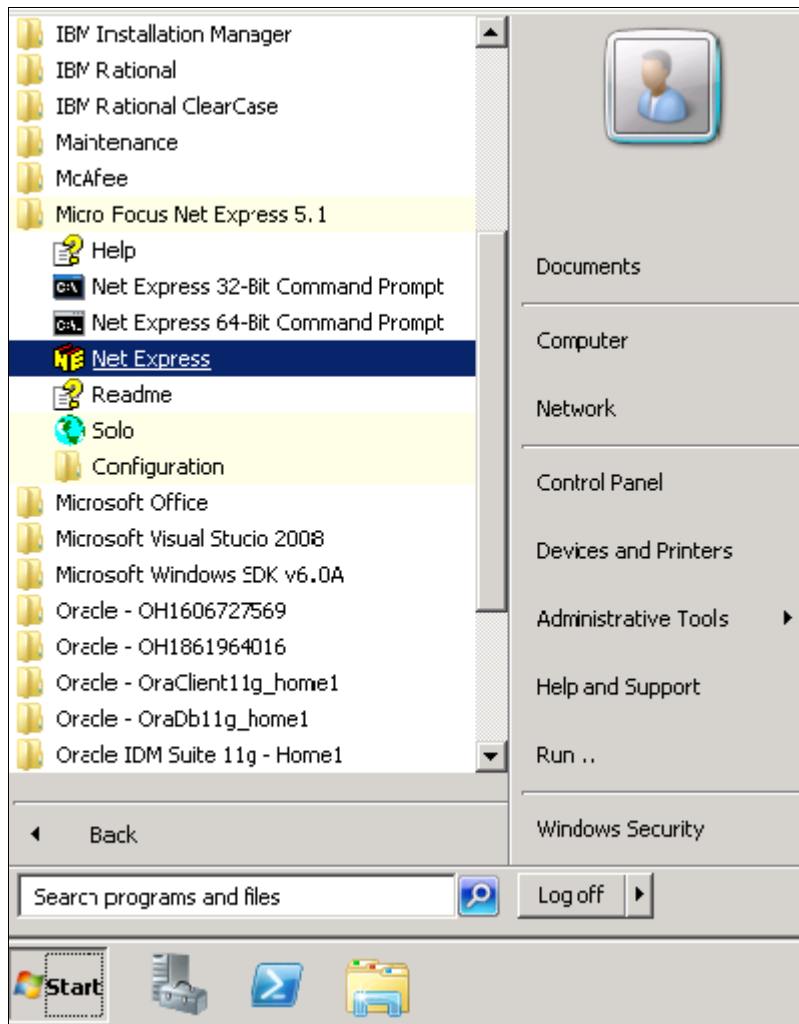 IBM Installation Manager
IBM Rational
IBM Rational ClearCase
Maintenance
McAfee
Micro Focus Net Express 5.1
Help
Net Express 32-Bit Command Prompt
Net Express 64-Bit Command Prompt
Net Express
Readme
Solo
Configuration
Microsoft Office
Microsoft Visual Studio 2008
Microsoft Windows SDK v6.0A
Oracle - OH1606727569
Oracle - OH1861964016
Oracle - OraClient11g_home1
Oracle - OraDb11g_home1
Oracle IDM Suite 11g - Home1
Back
Search programs and files
Documents
Computer
Network
Control Panel
Devices and Printers
Administrative Tools
Help and Support
Run ..
Windows Security
Log off
Start